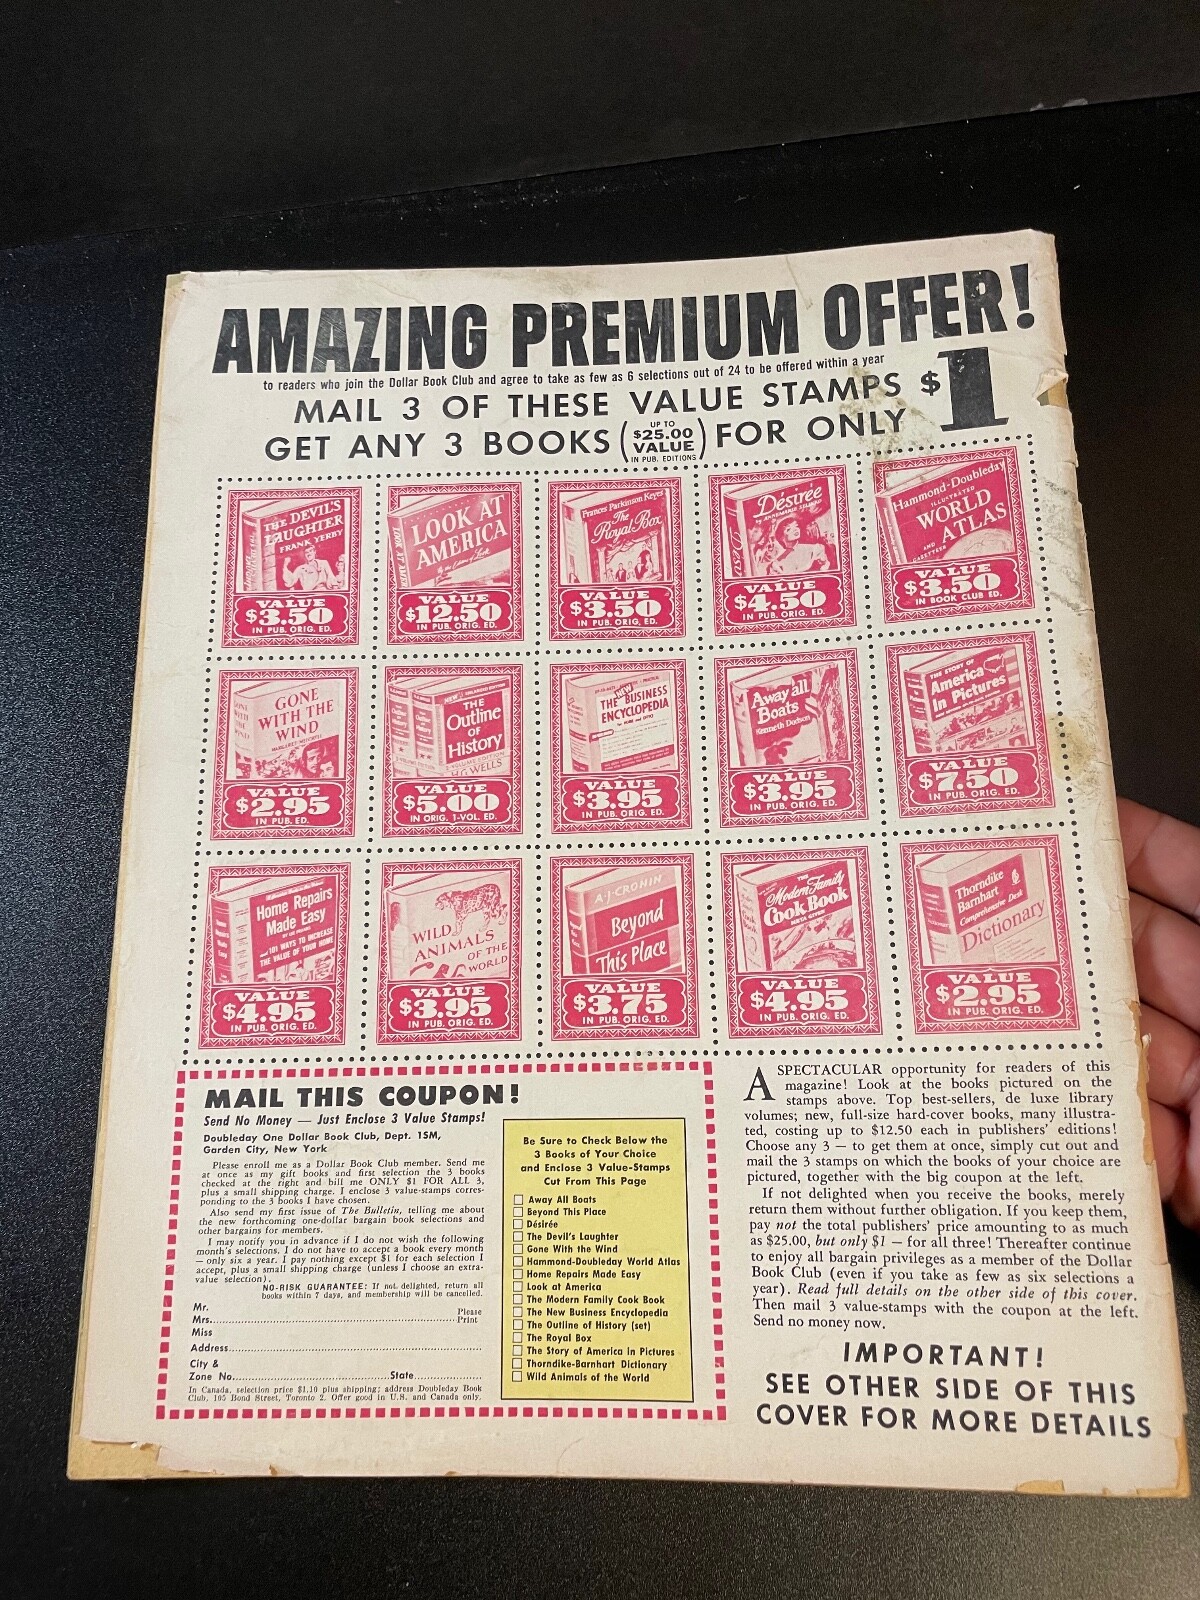 AMAZING PREMIUM OFFER!
to readers who join the Dollar Book Club and agree to take as few as 6 selections out of 24 to be offered within a year
MAIL 3 OF THESE VALUE STAMPS $1
GET ANY 3 BOOKS (UP TO $25.00 VALUE IN PUB. EDITIONS) FOR ONLY
THE DEVIL'S
LAUGHTER
FRANK YERBY
VALUE
$3.50
IN PUB. ORIG. ED.
LOOK AT
AMERICA
LOOK AT AMERICA
VALUE
$12.50
IN PUB. ORIG. ED.
Frances Parkinson Keyes
The
Royal Box
VALUE
$3.50
IN PUB. ORIG. ED.
Désirée
by ANNEMARIE SELINKO
VALUE
$4.50
IN PUB. ORIG. ED.
Hammond-Doubleday
ILLUSTRATED
WORLD
ATLAS
AND
GAZETTEER
VALUE
$3.50
IN BOOK CLUB ED.
GONE
WITH THE
WIND
MARGARET MITCHELL
VALUE
$2.95
IN PUB. ED.
THE
Outline
of
History
H.G. WELLS
VALUE
$5.00
IN ORIG. 1-VOL. ED.
THE NEW BUSINESS
ENCYCLOPEDIA
VALUE
$3.95
IN PUB. ORIG. ED.
Away all
Boats
Kenneth Dodson
VALUE
$3.95
IN PUB. ORIG. ED.
THE STORY OF
America
In Pictures
VALUE
$7.50
IN PUB. ORIG. ED.
Home Repairs
Made Easy
101 WAYS TO INCREASE
THE VALUE OF YOUR HOME
VALUE
$4.95
IN PUB. ORIG. ED.
WILD
ANIMALS
OF THE
WORLD
VALUE
$3.95
IN PUB. ORIG. ED.
A·J·CRONIN
Beyond
This Place
VALUE
$3.75
IN PUB. ORIG. ED.
THE
Modern Family
Cook Book
META GIVEN
VALUE
$4.95
IN PUB. ORIG. ED.
Thorndike
Barnhart
Comprehensive Desk
Dictionary
VALUE
$2.95
IN PUB. ORIG. ED.
MAIL THIS COUPON!
Send No Money — Just Enclose 3 Value Stamps!
Doubleday One Dollar Book Club, Dept. 1SM,
Garden City, New York
Please enroll me as a Dollar Book Club member. Send me
at once as my gift books and first selection the 3 books
checked at the right and bill me ONLY $1 FOR ALL 3,
plus a small shipping charge. I enclose 3 value-stamps corres-
ponding to the 3 books I have chosen.
Also send my first issue of The Bulletin, telling me about
the new forthcoming one-dollar bargain book selections and
other bargains for members.
I may notify you in advance if I do not wish the following
month's selections. I do not have to accept a book every month
— only six a year. I pay nothing except $1 for each selection I
accept, plus a small shipping charge (unless I choose an extra-
value selection).
NO-RISK GUARANTEE: If not delighted, return all
books within 7 days, and membership will be cancelled.
Mr.
Mrs. Please
Print
Miss
Address
City &
Zone No. State
In Canada, selection price $1.10 plus shipping; address Doubleday Book
Club, 105 Bond Street, Toronto 2. Offer good in U.S. and Canada only.
Be Sure to Check Below the
3 Books of Your Choice
and Enclose 3 Value-Stamps
Cut From This Page
Away All Boats
Beyond This Place
Désirée
The Devil's Laughter
Gone With the Wind
Hammond-Doubleday World Atlas
Home Repairs Made Easy
Look at America
The Modern Family Cook Book
The New Business Encyclopedia
The Outline of History (set)
The Royal Box
The Story of America in Pictures
Thorndike-Barnhart Dictionary
Wild Animals of the World
A SPECTACULAR opportunity for readers of this
magazine! Look at the books pictured on the
stamps above. Top best-sellers, de luxe library
volumes; new, full-size hard-cover books, many illustra-
ted, costing up to $12.50 each in publishers' editions!
Choose any 3 — to get them at once, simply cut out and
mail the 3 stamps on which the books of your choice are
pictured, together with the big coupon at the left.
If not delighted when you receive the books, merely
return them without further obligation. If you keep them,
pay not the total publishers' price amounting to as much
as $25.00, but only $1 — for all three! Thereafter continue
to enjoy all bargain privileges as a member of the Dollar
Book Club (even if you take as few as six selections a
year). Read full details on the other side of this cover.
Then mail 3 value-stamps with the coupon at the left.
Send no money now.
IMPORTANT!
SEE OTHER SIDE OF THIS
COVER FOR MORE DETAILS